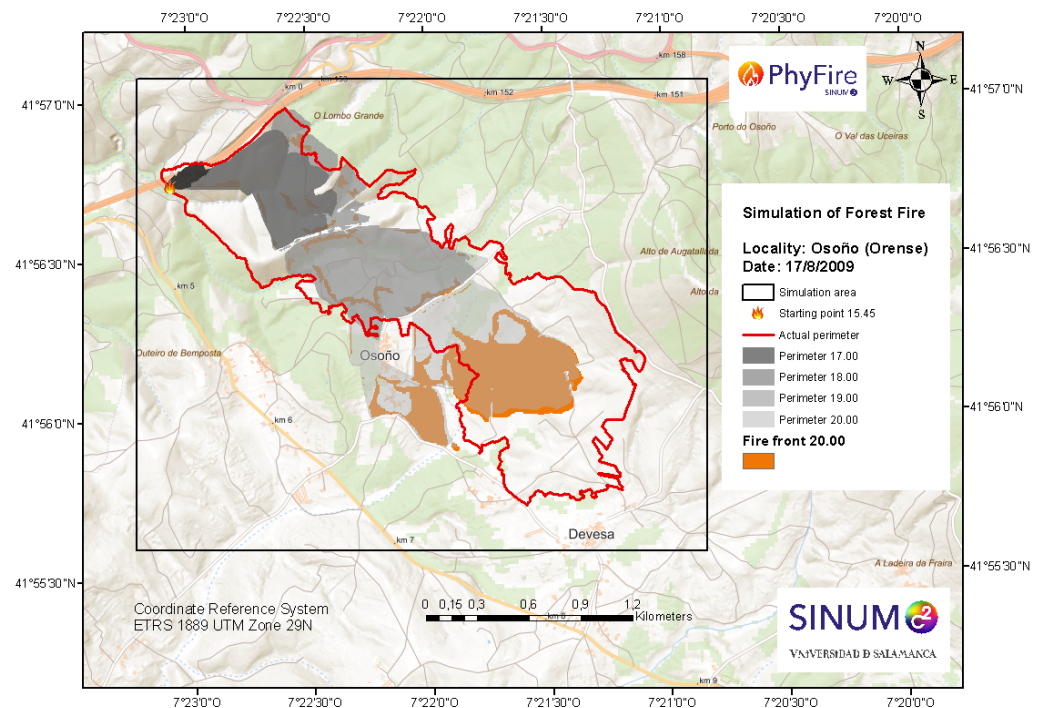 7°23'0"W 7°22'30"W 7°22'0"W 7°21'30"W 7°21'0"W 7°20'30"W 7°20'0"W
km 158
km 0
km 152
km 151
PhyFire
SINUM
N
W E
S
41°57'0"N
41°57'0"N
O Lombo Grande
Porto do Osoño
O Val das Uceiras
Simulation of Forest Fire
Locality: Osoño (Orense)
Date: 17/8/2009
Simulation area
Starting point 15.45
Actual perimeter
Perimeter 17.00
Perimeter 18.00
Perimeter 19.00
Perimeter 20.00
Fire front 20.00
41°56'30"N
41°56'30"N
Alto de Augatallada
Alto da
km 5
Outeiro de Bemposta
Osoño
km 6
41°56'0"N
41°56'0"N
km 7
Devesa
A Ladeira da Fraira
41°55'30"N
41°55'30"N
Coordinate Reference System
ETRS 1889 UTM Zone 29N
0 0,15 0,3 0,6 0,9 1,2
Kilometers
km 8
km 9
SINUM
VNiVERSiDAD D SALAMANCA
7°23'0"W 7°22'30"W 7°22'0"W 7°21'30"W 7°21'0"W 7°20'30"W 7°20'0"W